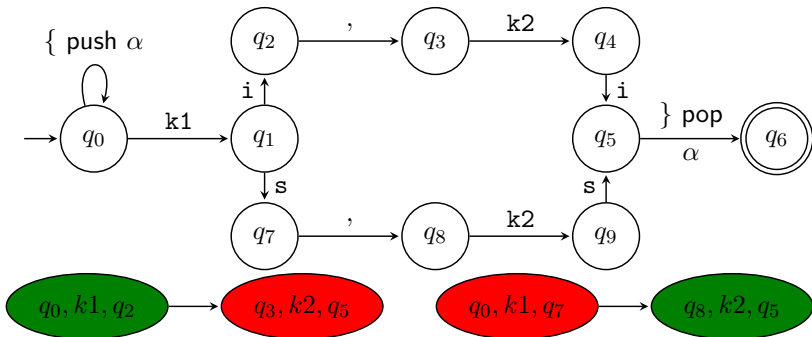 q2 , q3 k2 q4
{ push α
i i
q0 k1 q1 q5 } pop α q6
s s
q7 , q8 k2 q9
q0, k1, q2 q3, k2, q5 q0, k1, q7 q8, k2, q5